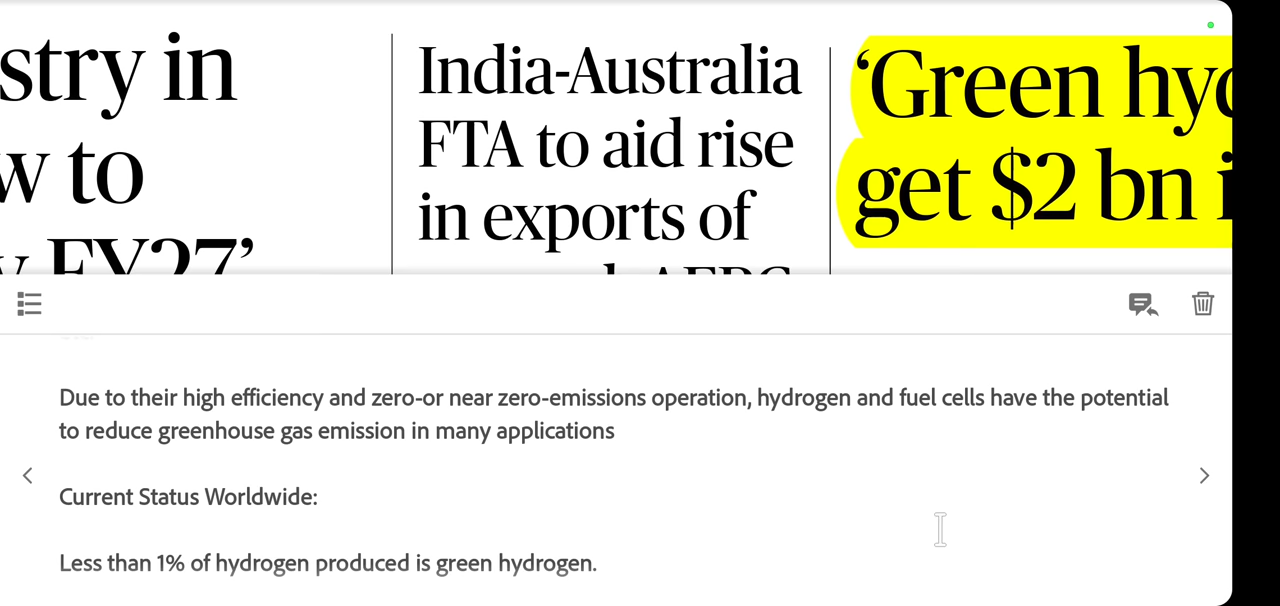 stry in
w to
FY27’
India-Australia
FTA to aid rise
in exports of
‘Green hyd
get $2 bn i
Due to their high efficiency and zero-or near zero-emissions operation, hydrogen and fuel cells have the potential
to reduce greenhouse gas emission in many applications
Current Status Worldwide:
Less than 1% of hydrogen produced is green hydrogen.